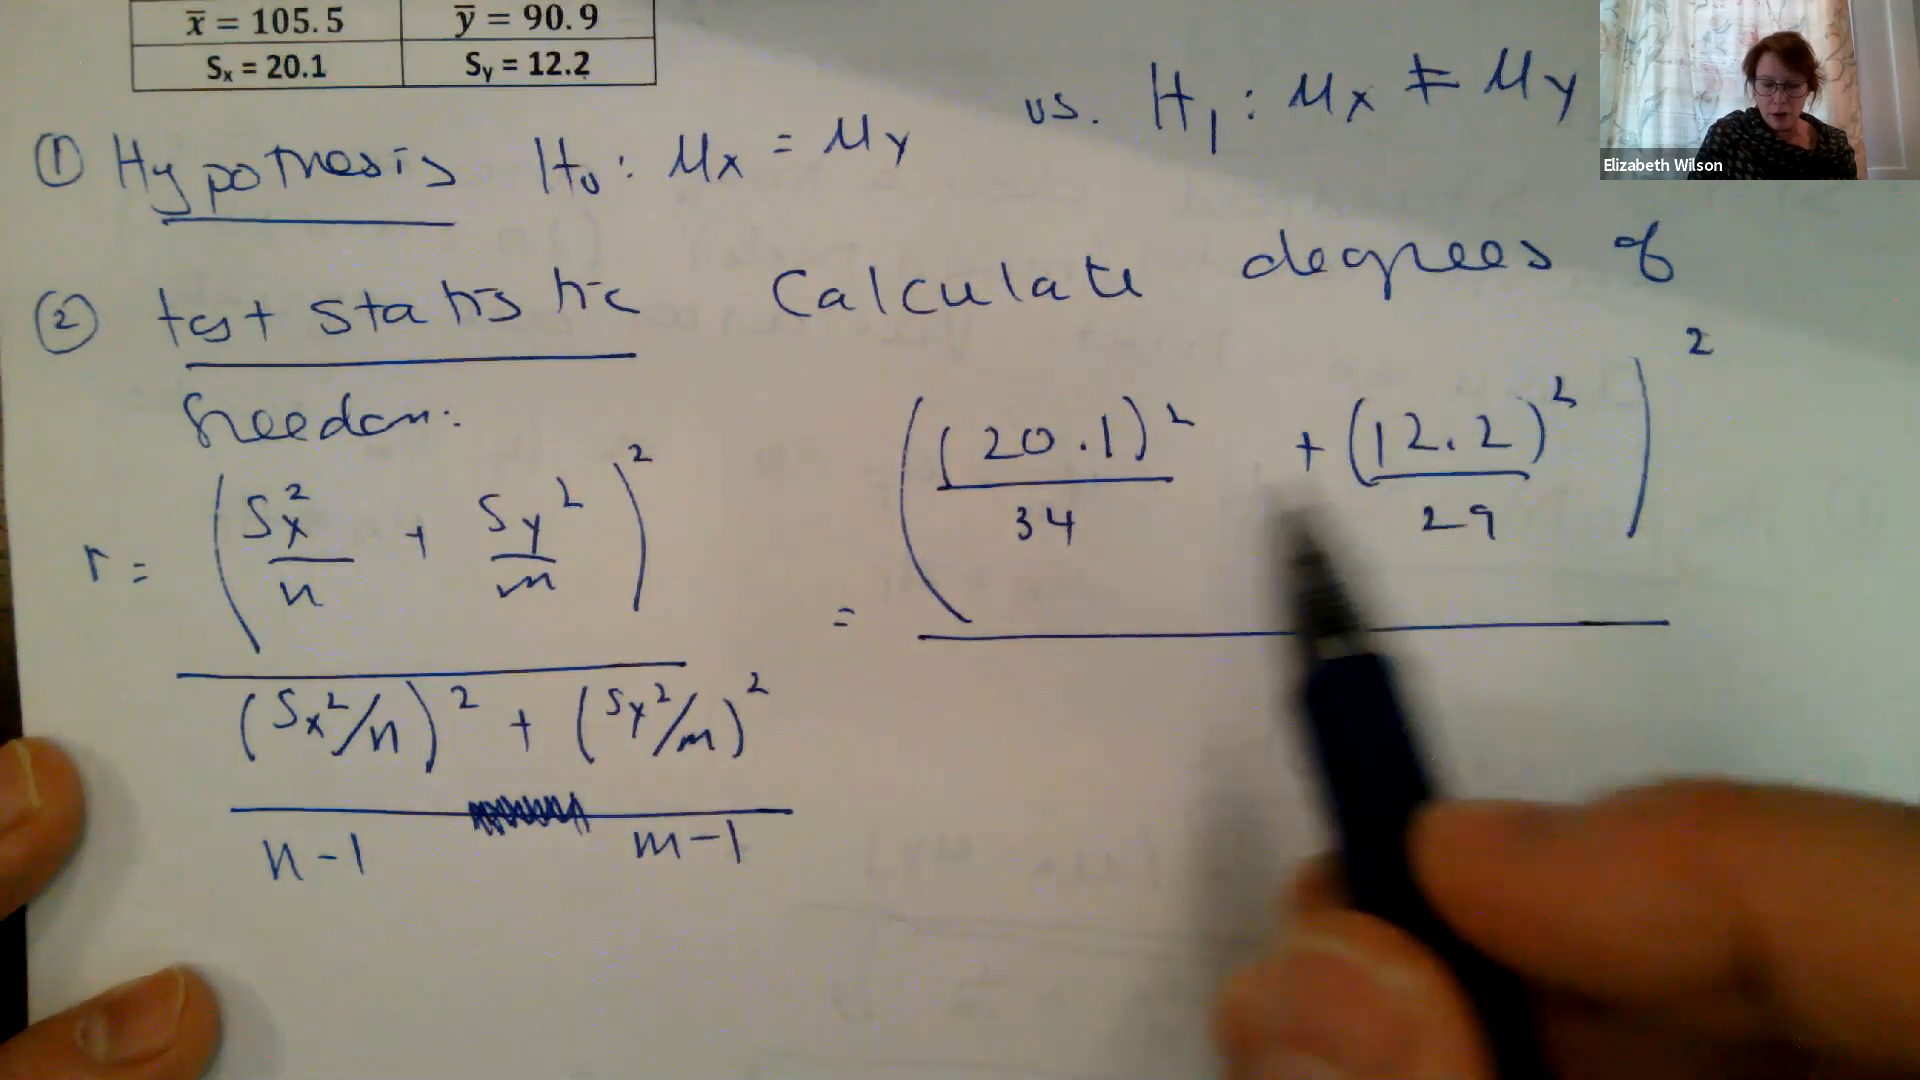 x̄ = 105.5 ȳ = 90.9
Sₓ = 20.1 Sᵧ = 12.2
Elizabeth Wilson
① Hypothesis H₀ : μx = μy vs. H₁ : μx ≠ μy
② test statistic Calculate degrees of
freedom:
r = (Sx²/n + Sy²/m)² = ((20.1)²/34 + (12.2)²/29)²
(Sx²/n)² + (Sy²/m)²
n-1 m-1